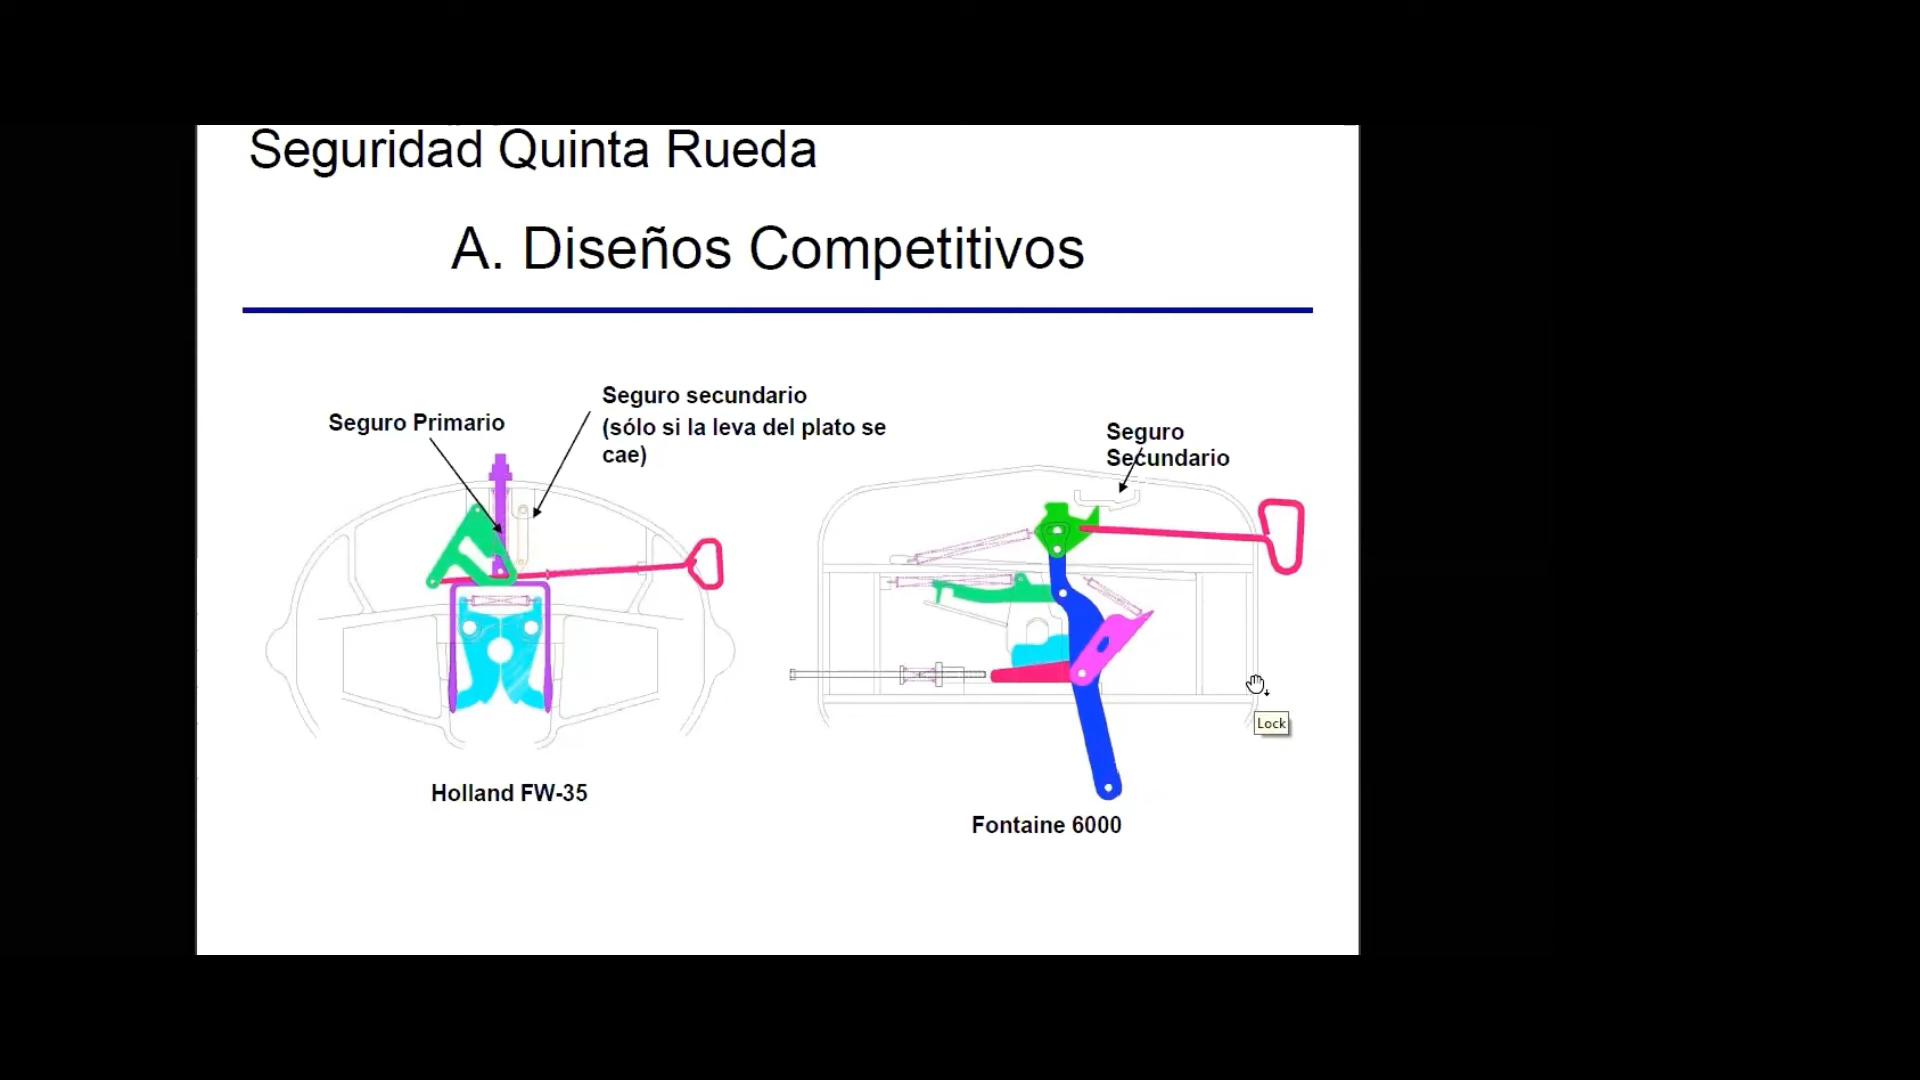 Seguridad Quinta Rueda
A. Diseños Competitivos
Seguro Primario
Seguro secundario
(sólo si la leva del plato se
cae)
Seguro
Secundario
Lock
Holland FW-35
Fontaine 6000